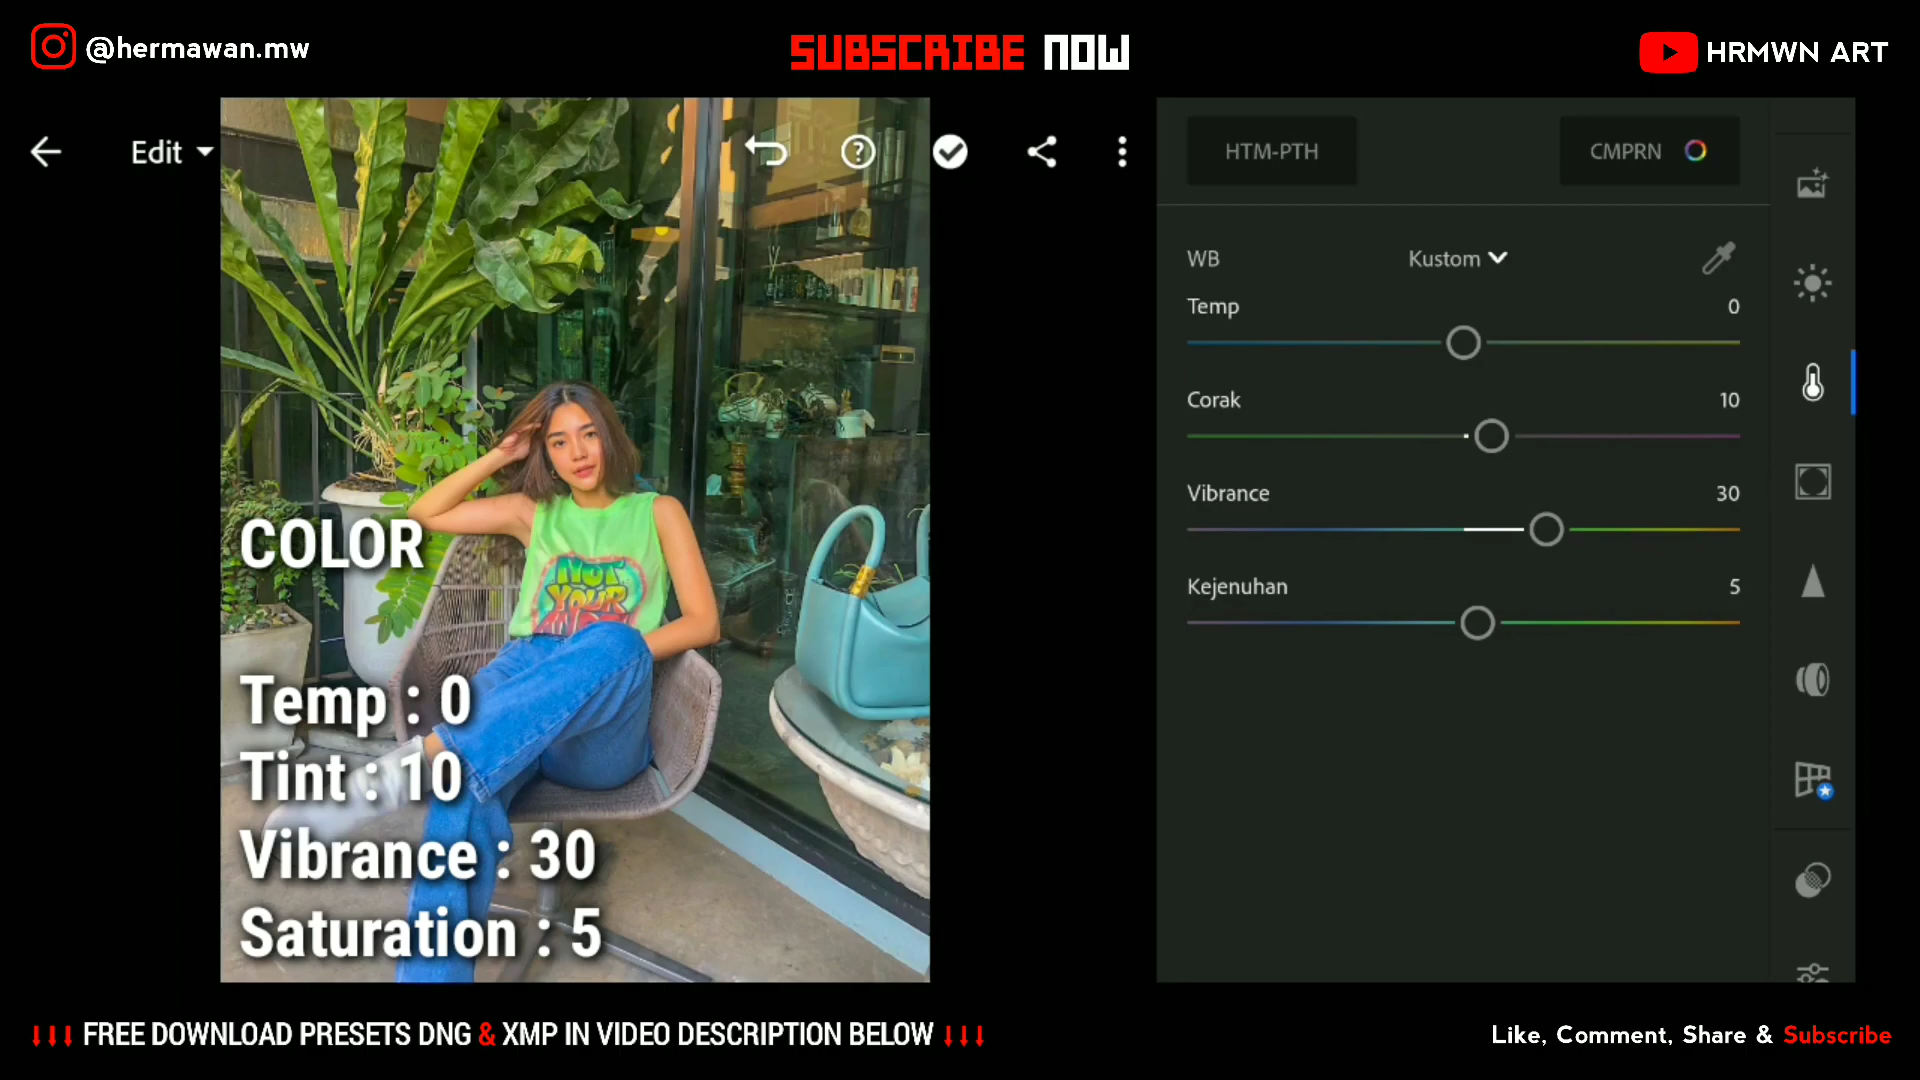 @hermawan.mw
SUBSCRIBE NOW
HRMWN ART
Edit
HTM-PTH
CMPRN
WB
Kustom
Temp
0
Corak
10
Vibrance
30
Kejenuhan
5
NOT
YOUR
COLOR
Temp : 0
Tint : 10
Vibrance : 30
Saturation : 5
↓↓↓ FREE DOWNLOAD PRESETS DNG & XMP IN VIDEO DESCRIPTION BELOW ↓↓↓
Like, Comment, Share & Subscribe